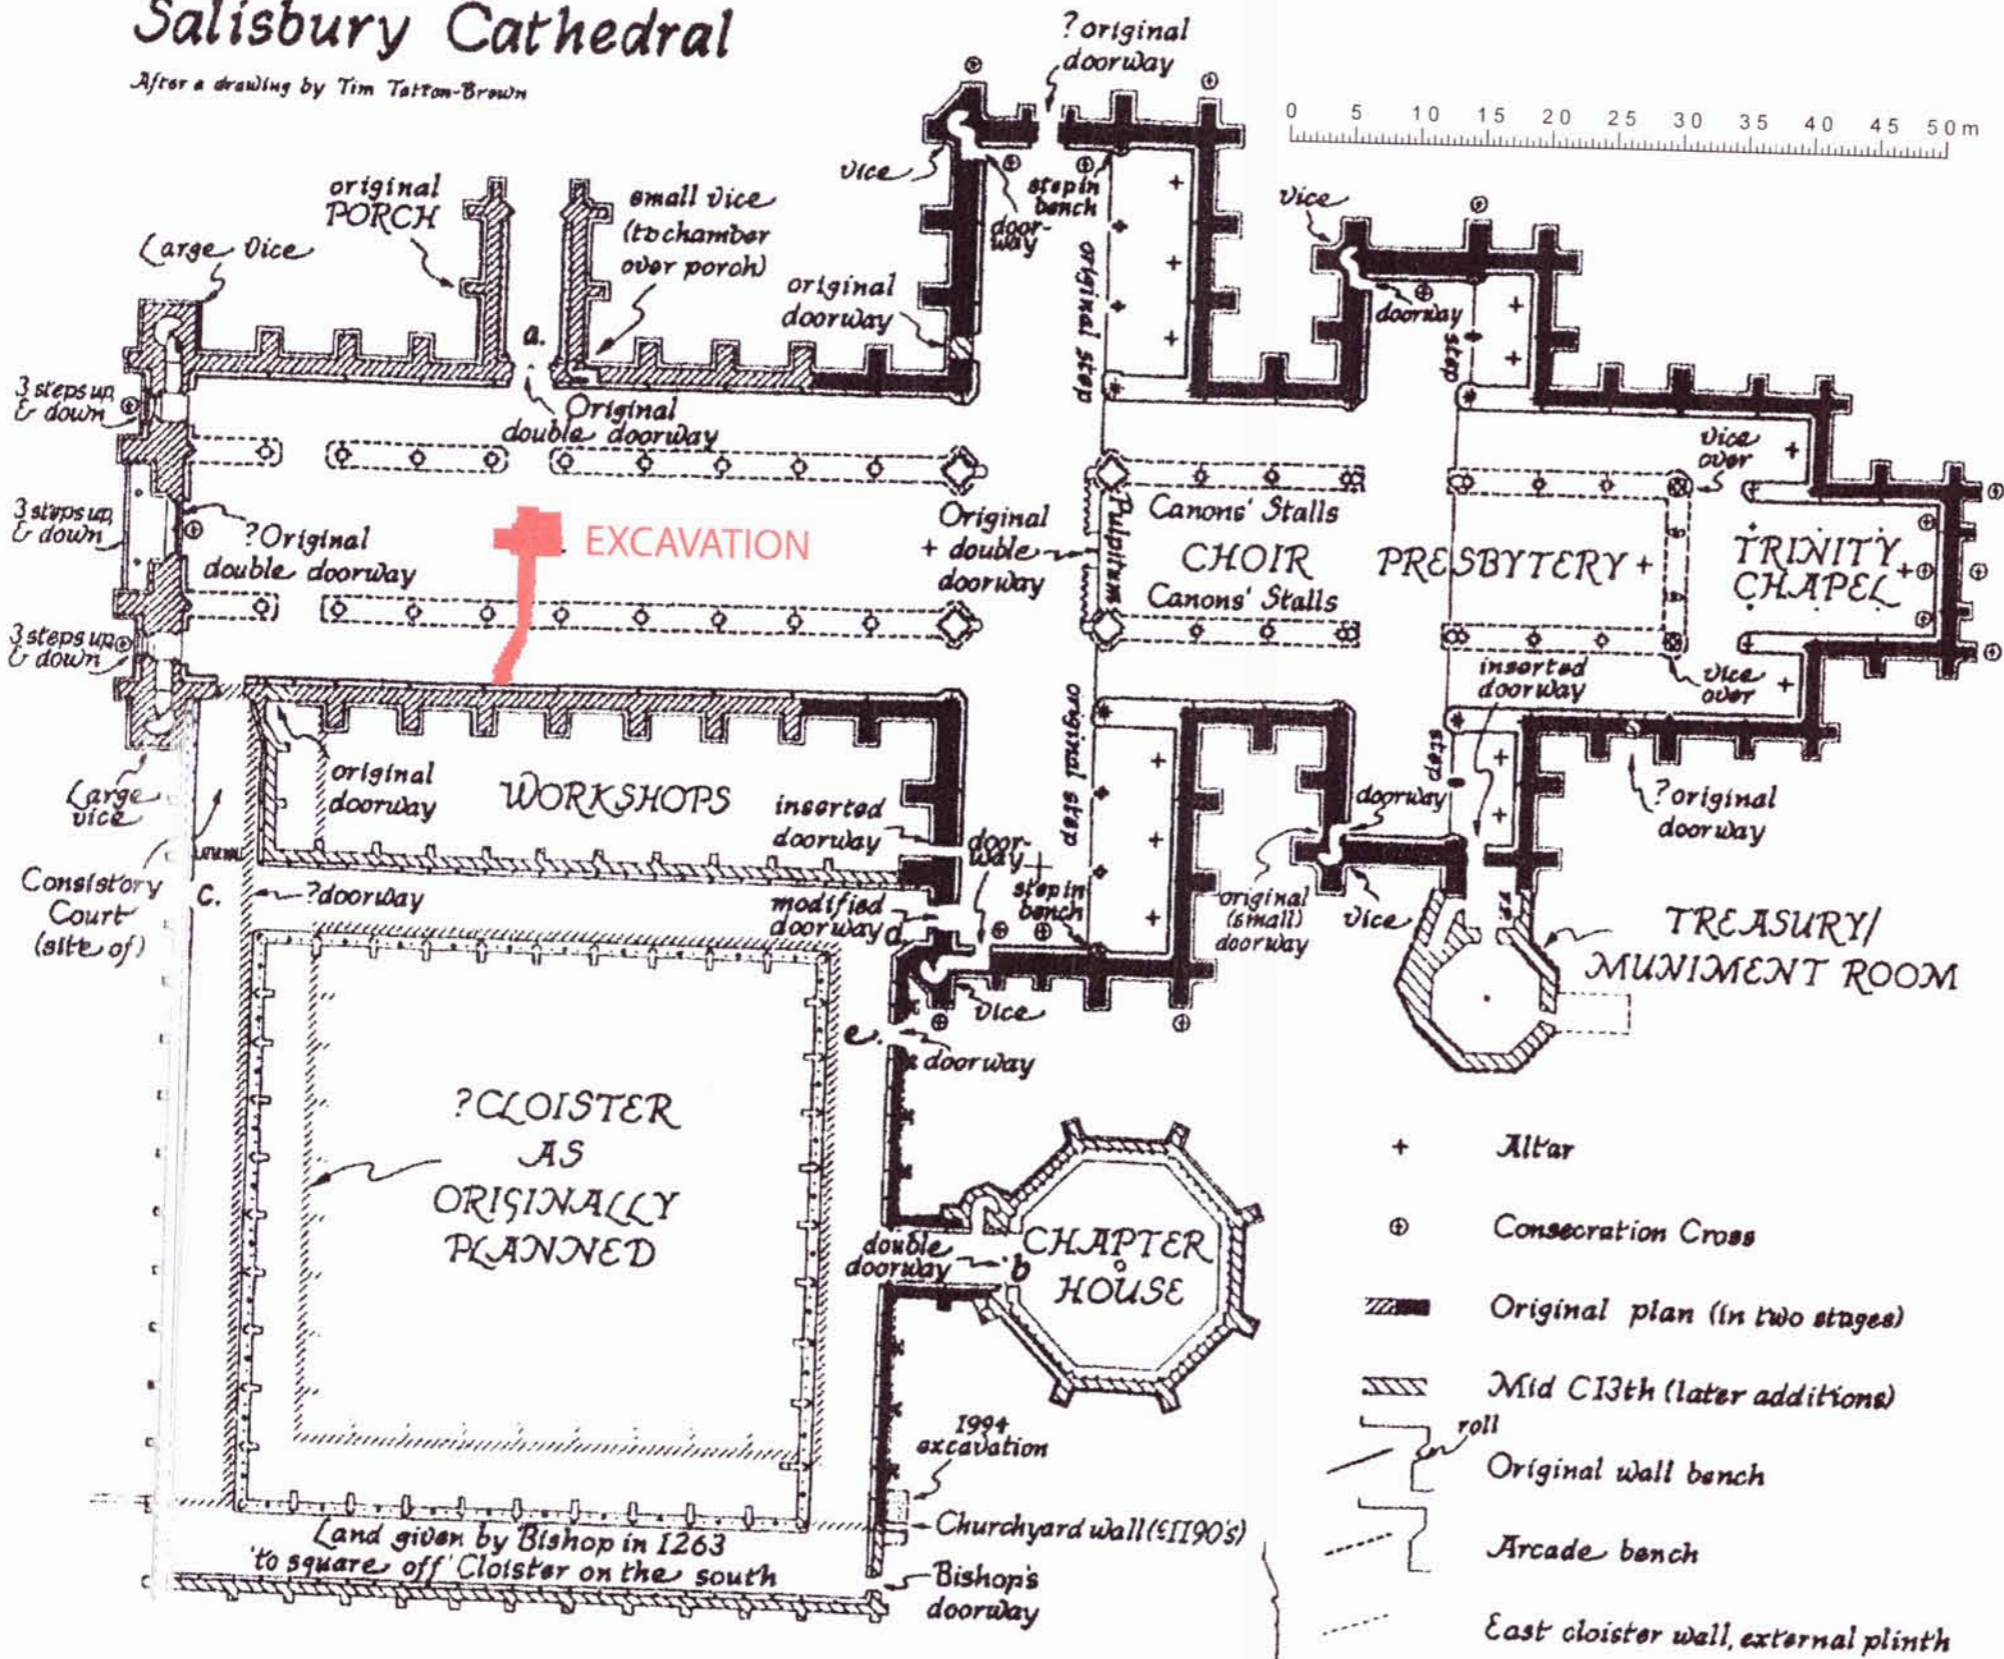 Salisbury Cathedral
After a drawing by Tim Tatton-Brown
? original
doorway
0 5 10 15 20 25 30 35 40 45 50m
vice
stepin
bench
door-
way
original step
original
PORCH
small vice
(to chamber
over porch)
Large Vice
original
doorway
a.
vice
doorway
step
3 steps up
& down
Original
double doorway
vice
over
3 steps up
& down
?Original
double doorway
EXCAVATION
Original
double
doorway
Pulpitum
Canons' Stalls
CHOIR
Canons' Stalls
PRESBYTERY
TRINITY
CHAPEL
3 steps up
& down
inserted
doorway
vice
over
Large
vice
original
doorway
WORKSHOPS
inserted
doorway
original step
step
doorway
?original
doorway
Consistory
Court
(site of)
C.
?doorway
door-
way
stepin
bench
modified
doorway
d.
original
(small)
doorway
vice
TREASURY/
MUNIMENT ROOM
vice
e.
doorway
?CLOISTER
AS
ORIGINALLY
PLANNED
double
doorway
b
CHAPTER
HOUSE
1994
excavation
Churchyard wall (c1190's)
Land given by Bishop in 1263
'to square off' Cloister on the south
Bishop's
doorway
Altar
Consecration Cross
Original plan (in two stages)
Mid C13th (later additions)
roll
Original wall bench
Arcade bench
East cloister wall, external plinth